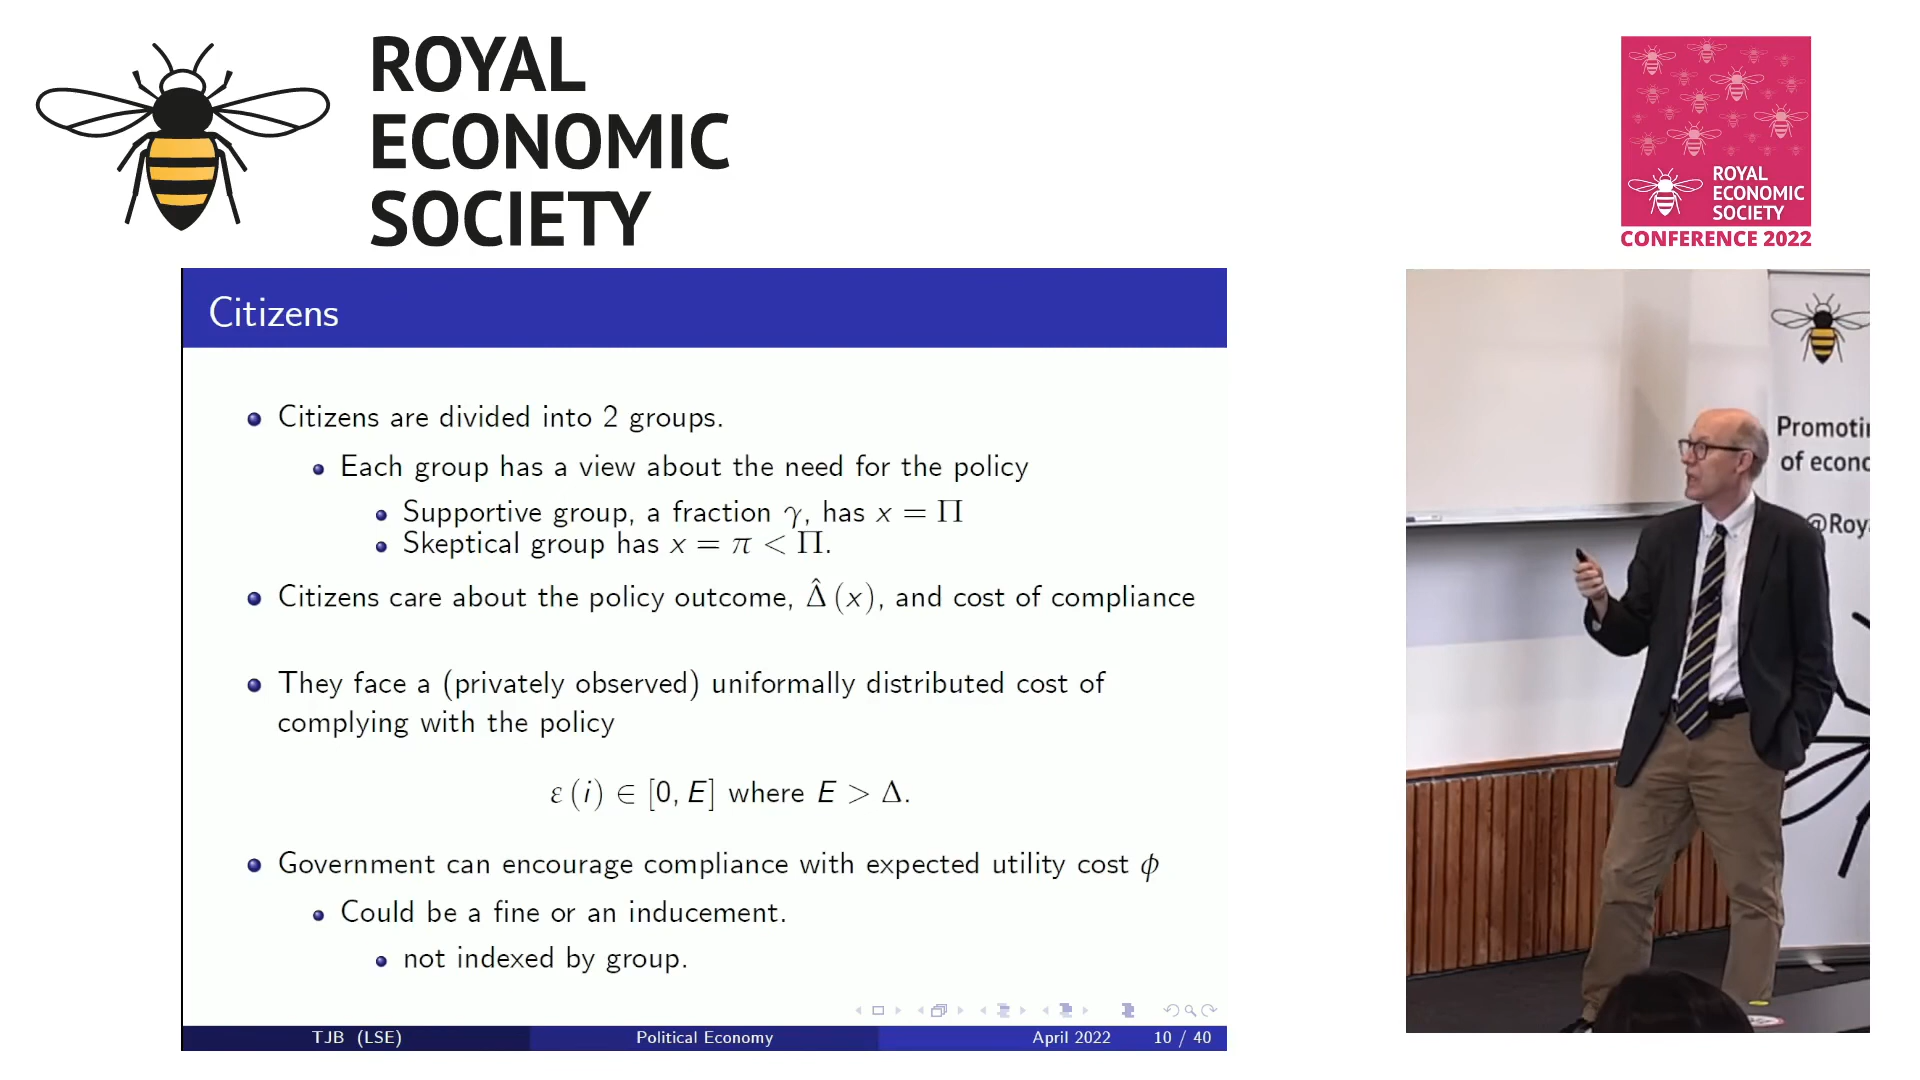 ROYAL
ECONOMIC
SOCIETY
ROYAL
ECONOMIC
SOCIETY
CONFERENCE 2022
Citizens
Citizens are divided into 2 groups.
Each group has a view about the need for the policy
Supportive group, a fraction γ, has x = Π
Skeptical group has x = π < Π.
Citizens care about the policy outcome, Δ̂ (x), and cost of compliance
They face a (privately observed) uniformally distributed cost of
complying with the policy
ε (i) ∈ [0, E] where E > Δ.
Government can encourage compliance with expected utility cost ϕ
Could be a fine or an inducement.
not indexed by group.
TJB (LSE) Political Economy April 2022 10 / 40
of